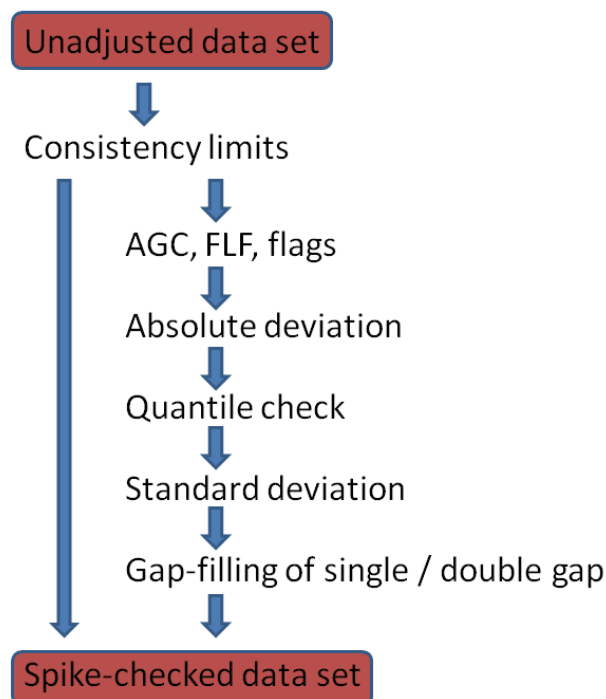 Unadjusted data set
Consistency limits
AGC, FLF, flags
Absolute deviation
Quantile check
Standard deviation
Gap-filling of single / double gap
Spike-checked data set